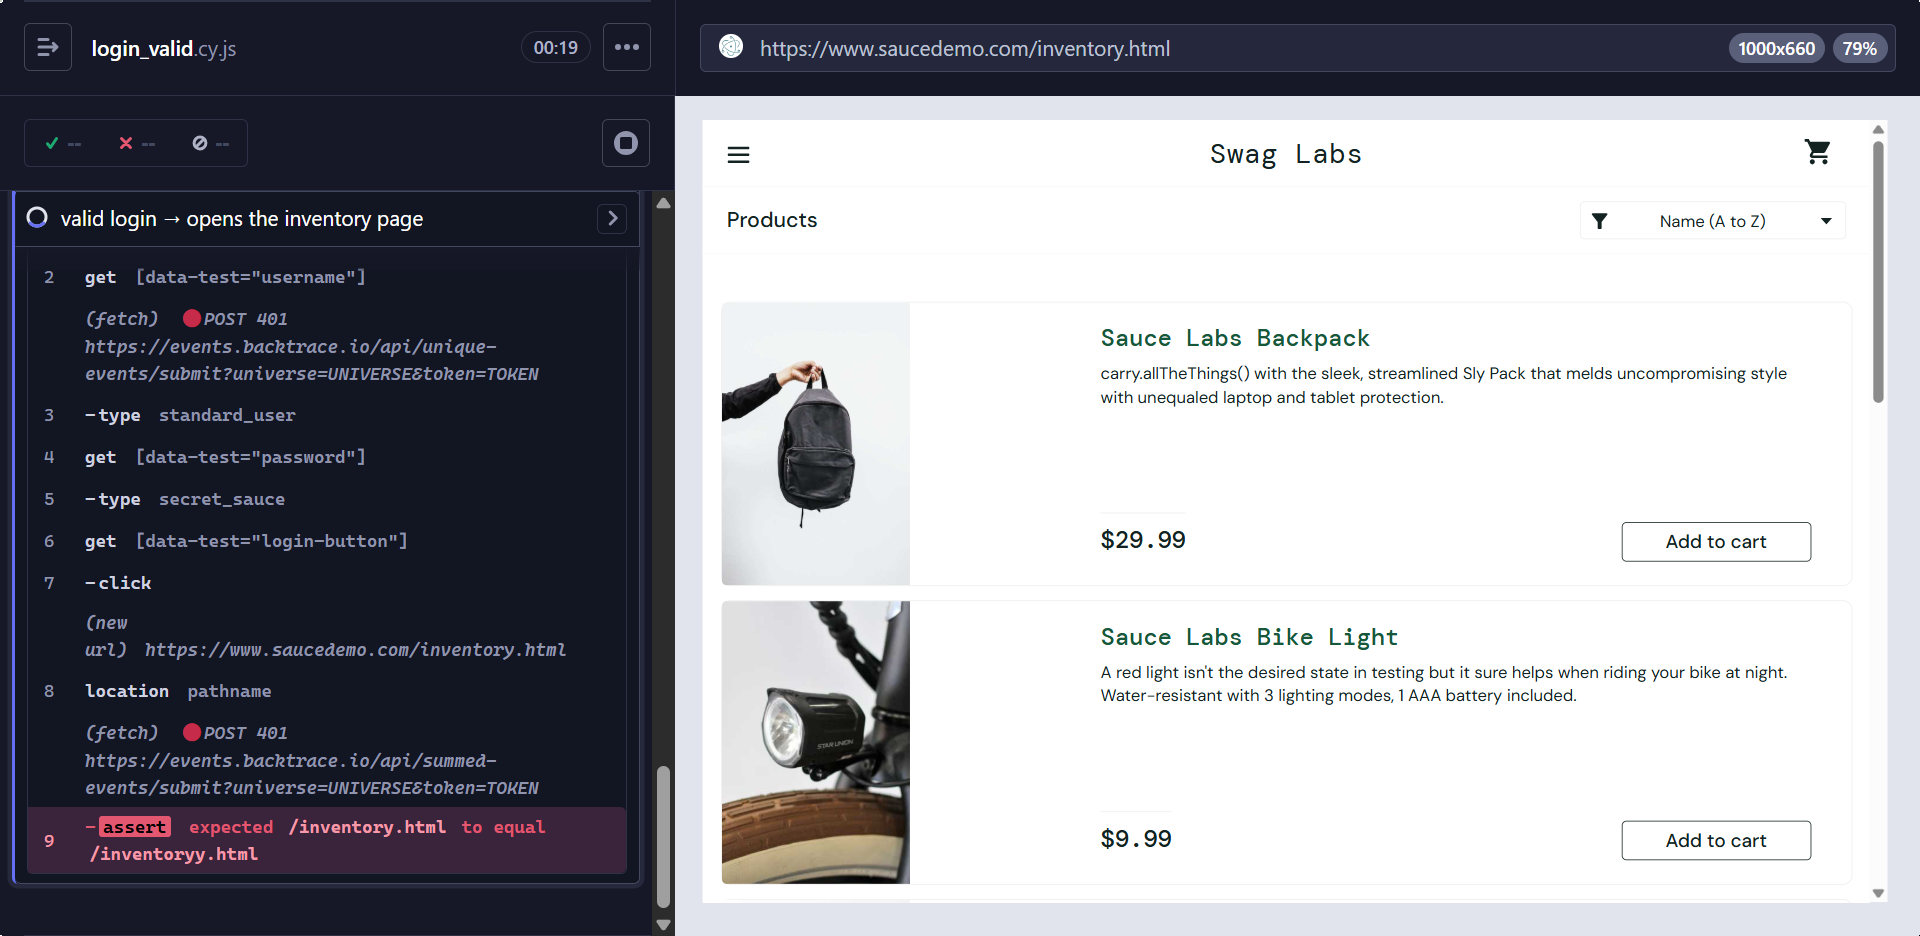 login_valid.cy.js
00:19
https://www.saucedemo.com/inventory.html
1000x660
79%
--
--
--
valid login → opens the inventory page
2 get [data-test="username"]
(fetch) POST 401
https://events.backtrace.io/api/unique-
events/submit?universe=UNIVERSE&token=TOKEN
3 -type standard_user
4 get [data-test="password"]
5 -type secret_sauce
6 get [data-test="login-button"]
7 -click
(new
url) https://www.saucedemo.com/inventory.html
8 location pathname
(fetch) POST 401
https://events.backtrace.io/api/summed-
events/submit?universe=UNIVERSE&token=TOKEN
9 -assert expected /inventory.html to equal
/inventoryy.html
Swag Labs
Products
Name (A to Z)
Sauce Labs Backpack
carry.allTheThings() with the sleek, streamlined Sly Pack that melds uncompromising style
with unequaled laptop and tablet protection.
$29.99
Add to cart
Sauce Labs Bike Light
A red light isn't the desired state in testing but it sure helps when riding your bike at night.
Water-resistant with 3 lighting modes, 1 AAA battery included.
STAR UNION
$9.99
Add to cart